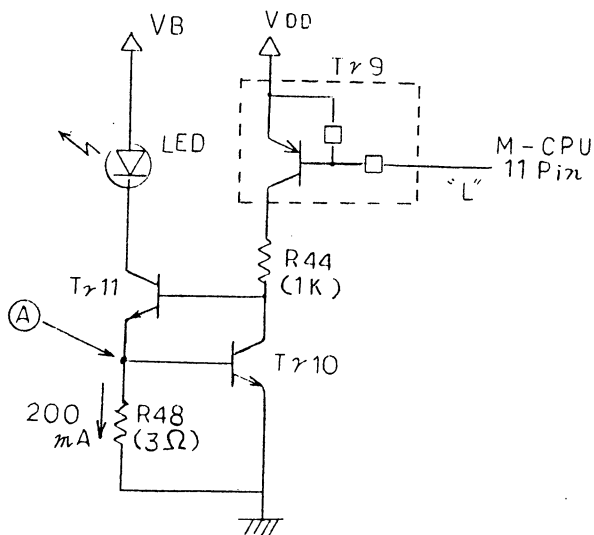 VB
VDD
Tr9
LED
M-CPU
11 Pin
"L"
R44
(1K)
Tr11
A
Tr10
200
mA
R48
(3Ω)